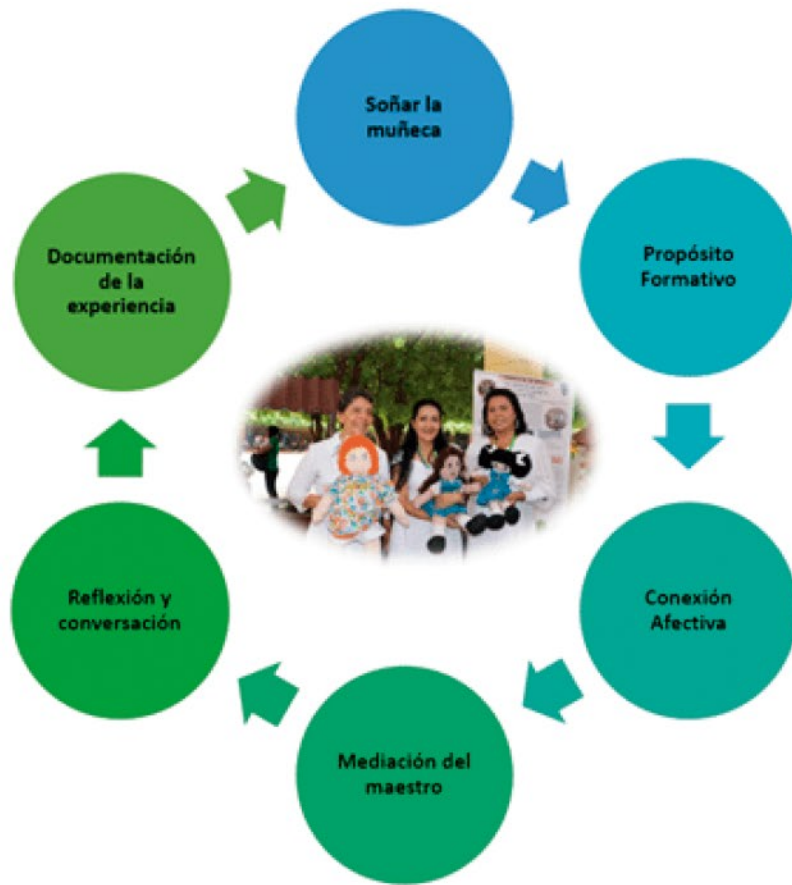 Soñar la
muñeca
Propósito
Formativo
Conexión
Afectiva
Mediación del
maestro
Reflexión y
conversación
Documentación
de la
experiencia